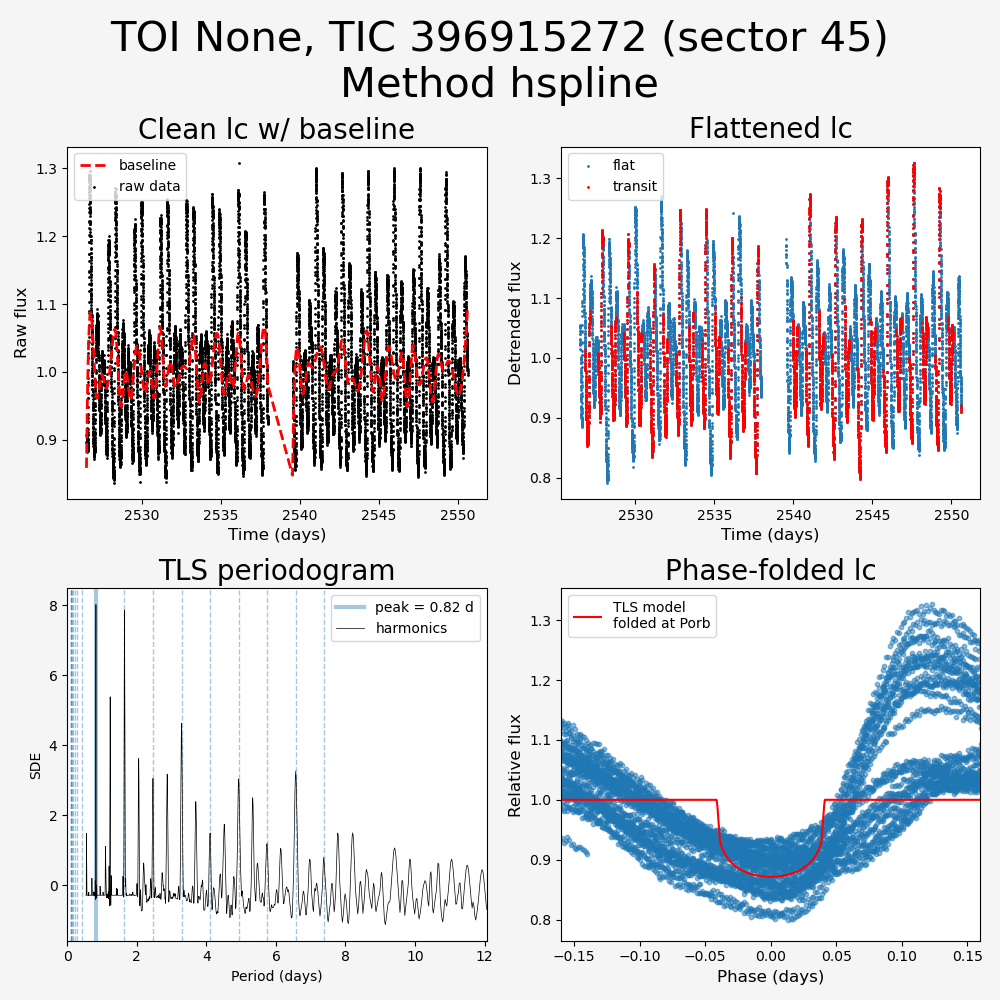 TOI None, TIC 396915272 (sector 45)
Method hspline
Clean lc w/ baseline
Flattened lc
baseline
raw data
flat
transit
Raw flux
1.3
1.2
1.1
1.0
0.9
2530
2535
2540
2545
2550
Time (days)
Detrended flux
1.3
1.2
1.1
1.0
0.9
0.8
2530
2535
2540
2545
2550
Time (days)
TLS periodogram
Phase-folded lc
peak = 0.82 d
harmonics
SDE
8
6
4
2
0
0
2
4
6
8
10
12
Period (days)
TLS model
folded at Porb
Relative flux
1.3
1.2
1.1
1.0
0.9
0.8
−0.15
−0.10
−0.05
0.00
0.05
0.10
0.15
Phase (days)